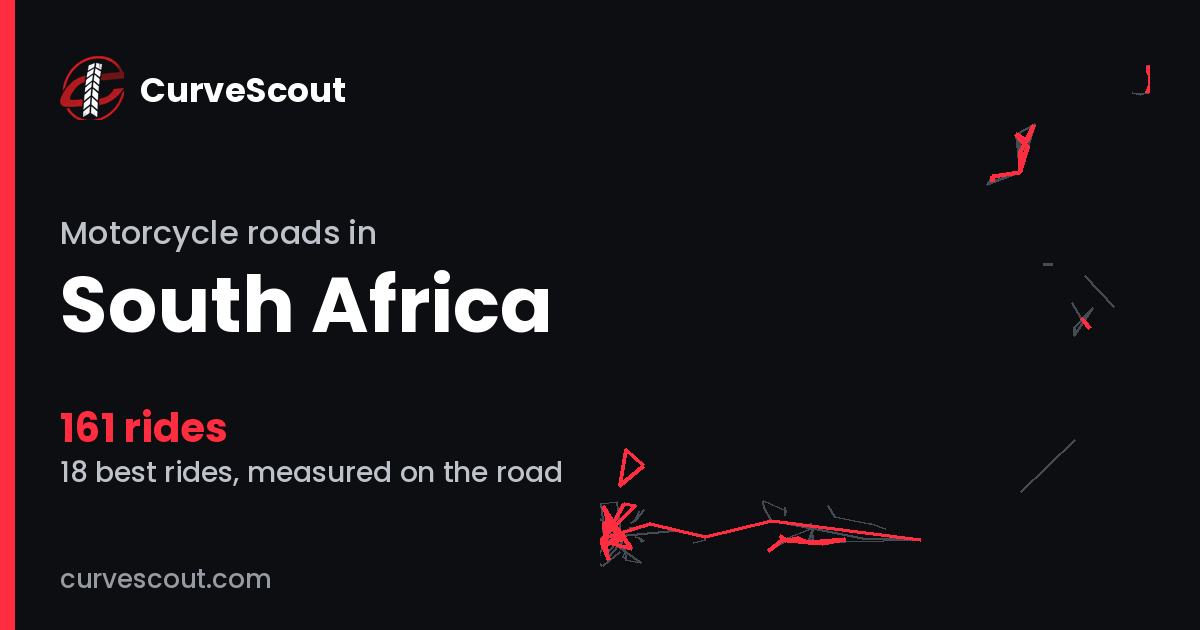 CurveScout
Motorcycle roads in
South Africa
161 rides
18 best rides, measured on the road
curvescout.com